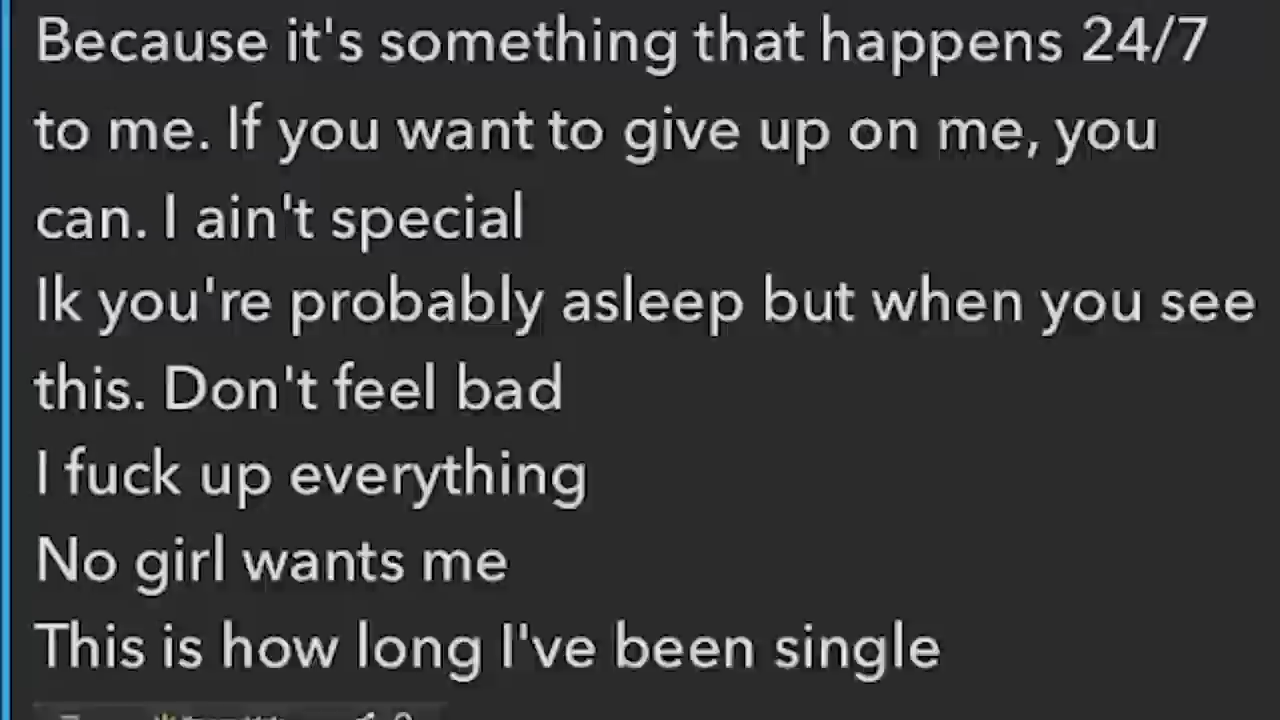 Because it's something that happens 24/7
to me. If you want to give up on me, you
can. I ain't special
Ik you're probably asleep but when you see
this. Don't feel bad
I fuck up everything
No girl wants me
This is how long I've been single